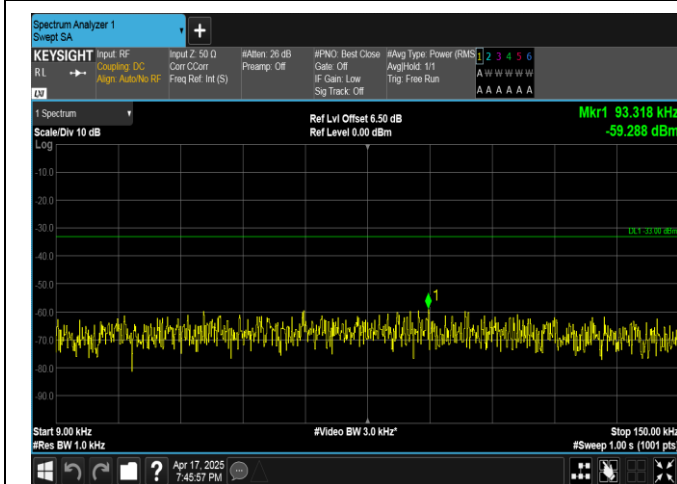 Spectrum Analyzer 1
Swept SA
+
KEYSIGHT
RL
LXI
Input: RF
Coupling: DC
Align: Auto/No RF
Input Z: 50 Ω
Corr CCorr
Freq Ref: Int (S)
#Atten: 26 dB
Preamp: Off
#PNO: Best Close
Gate: Off
IF Gain: Low
Sig Track: Off
#Avg Type: Power (RMS
Avg|Hold: 1/1
Trig: Free Run
1 2 3 4 5 6
A W W W W W
A A A A A A
1 Spectrum
Scale/Div 10 dB
Log
Ref Lvl Offset 6.50 dB
Ref Level 0.00 dBm
Mkr1 93.318 kHz
-59.288 dBm
-10.0
-20.0
-30.0
DL1 -33.00 dBm
-40.0
-50.0
1
-60.0
-70.0
-80.0
-90.0
Start 9.00 kHz
#Res BW 1.0 kHz
#Video BW 3.0 kHz*
Stop 150.00 kHz
#Sweep 1.00 s (1001 pts)
?
Apr 17, 2025
7:45:57 PM